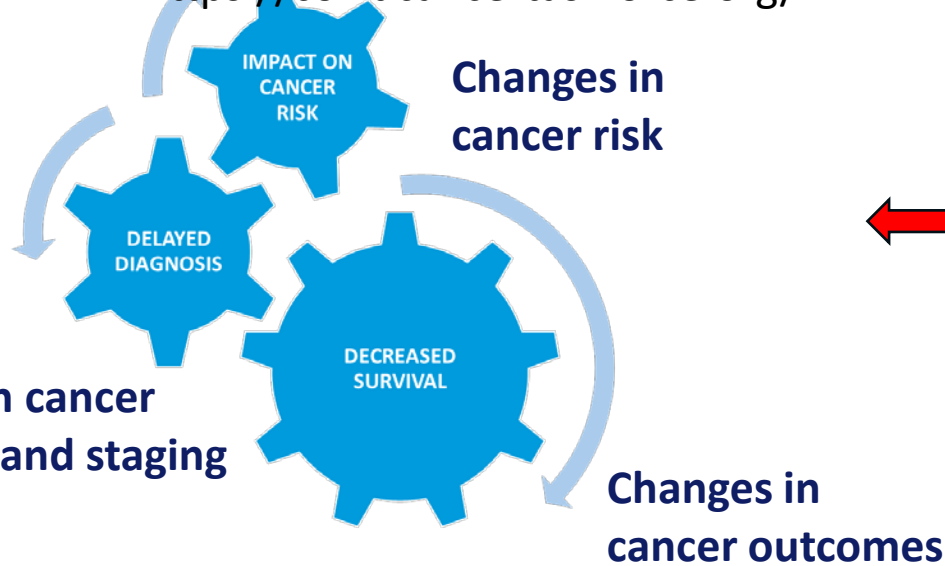 IMPACT ON
CANCER
RISK
Changes in
cancer risk
DELAYED
DIAGNOSIS
DECREASED
SURVIVAL
cancer
and staging
Changes in
cancer outcomes